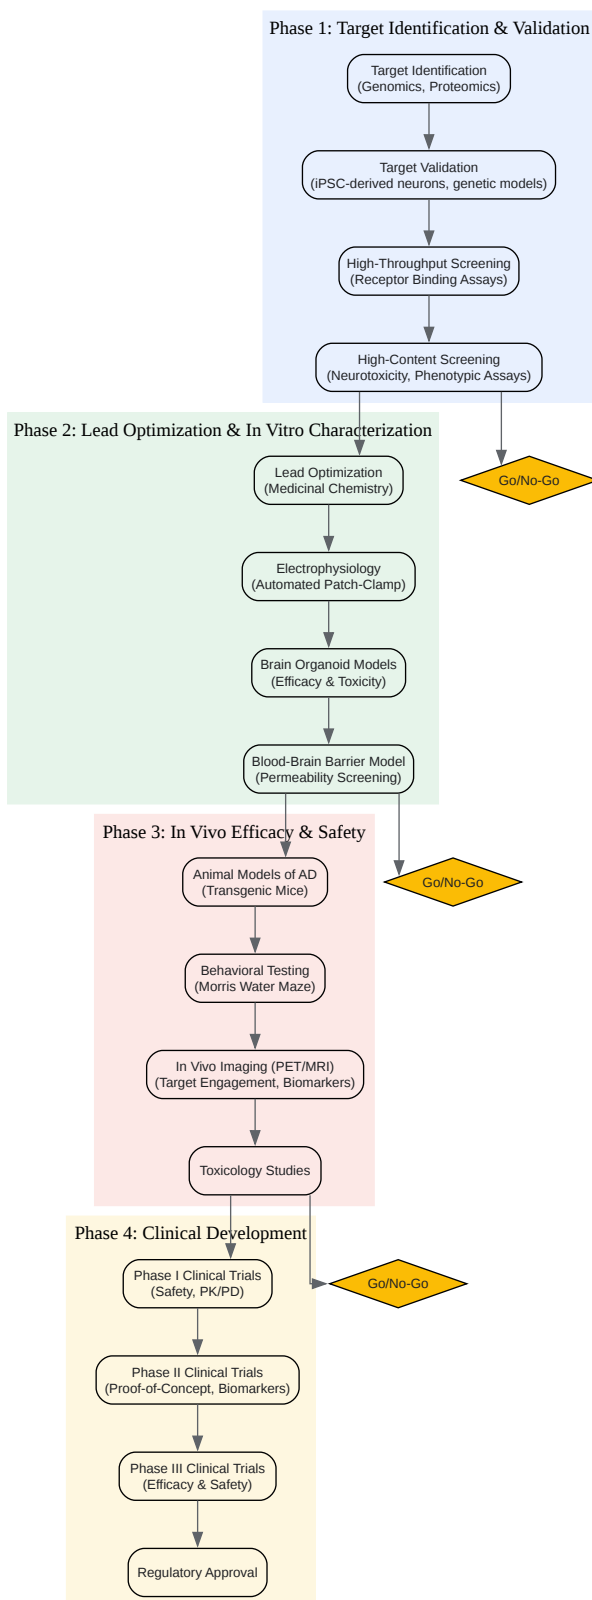 Phase 1: Target Identification & Validation
Target Identification
(Genomics, Proteomics)
Target Validation
(iPSC-derived neurons, genetic models)
High-Throughput Screening
(Receptor Binding Assays)
High-Content Screening
(Neurotoxicity, Phenotypic Assays)
Phase 2: Lead Optimization & In Vitro Characterization
Lead Optimization
(Medicinal Chemistry)
Go/No-Go
Electrophysiology
(Automated Patch-Clamp)
Brain Organoid Models
(Efficacy & Toxicity)
Blood-Brain Barrier Model
(Permeability Screening)
Phase 3: In Vivo Efficacy & Safety
Animal Models of AD
(Transgenic Mice)
Go/No-Go
Behavioral Testing
(Morris Water Maze)
In Vivo Imaging (PET/MRI)
(Target Engagement, Biomarkers)
Toxicology Studies
Phase 4: Clinical Development
Phase I Clinical Trials
(Safety, PK/PD)
Go/No-Go
Phase II Clinical Trials
(Proof-of-Concept, Biomarkers)
Phase III Clinical Trials
(Efficacy & Safety)
Regulatory Approval